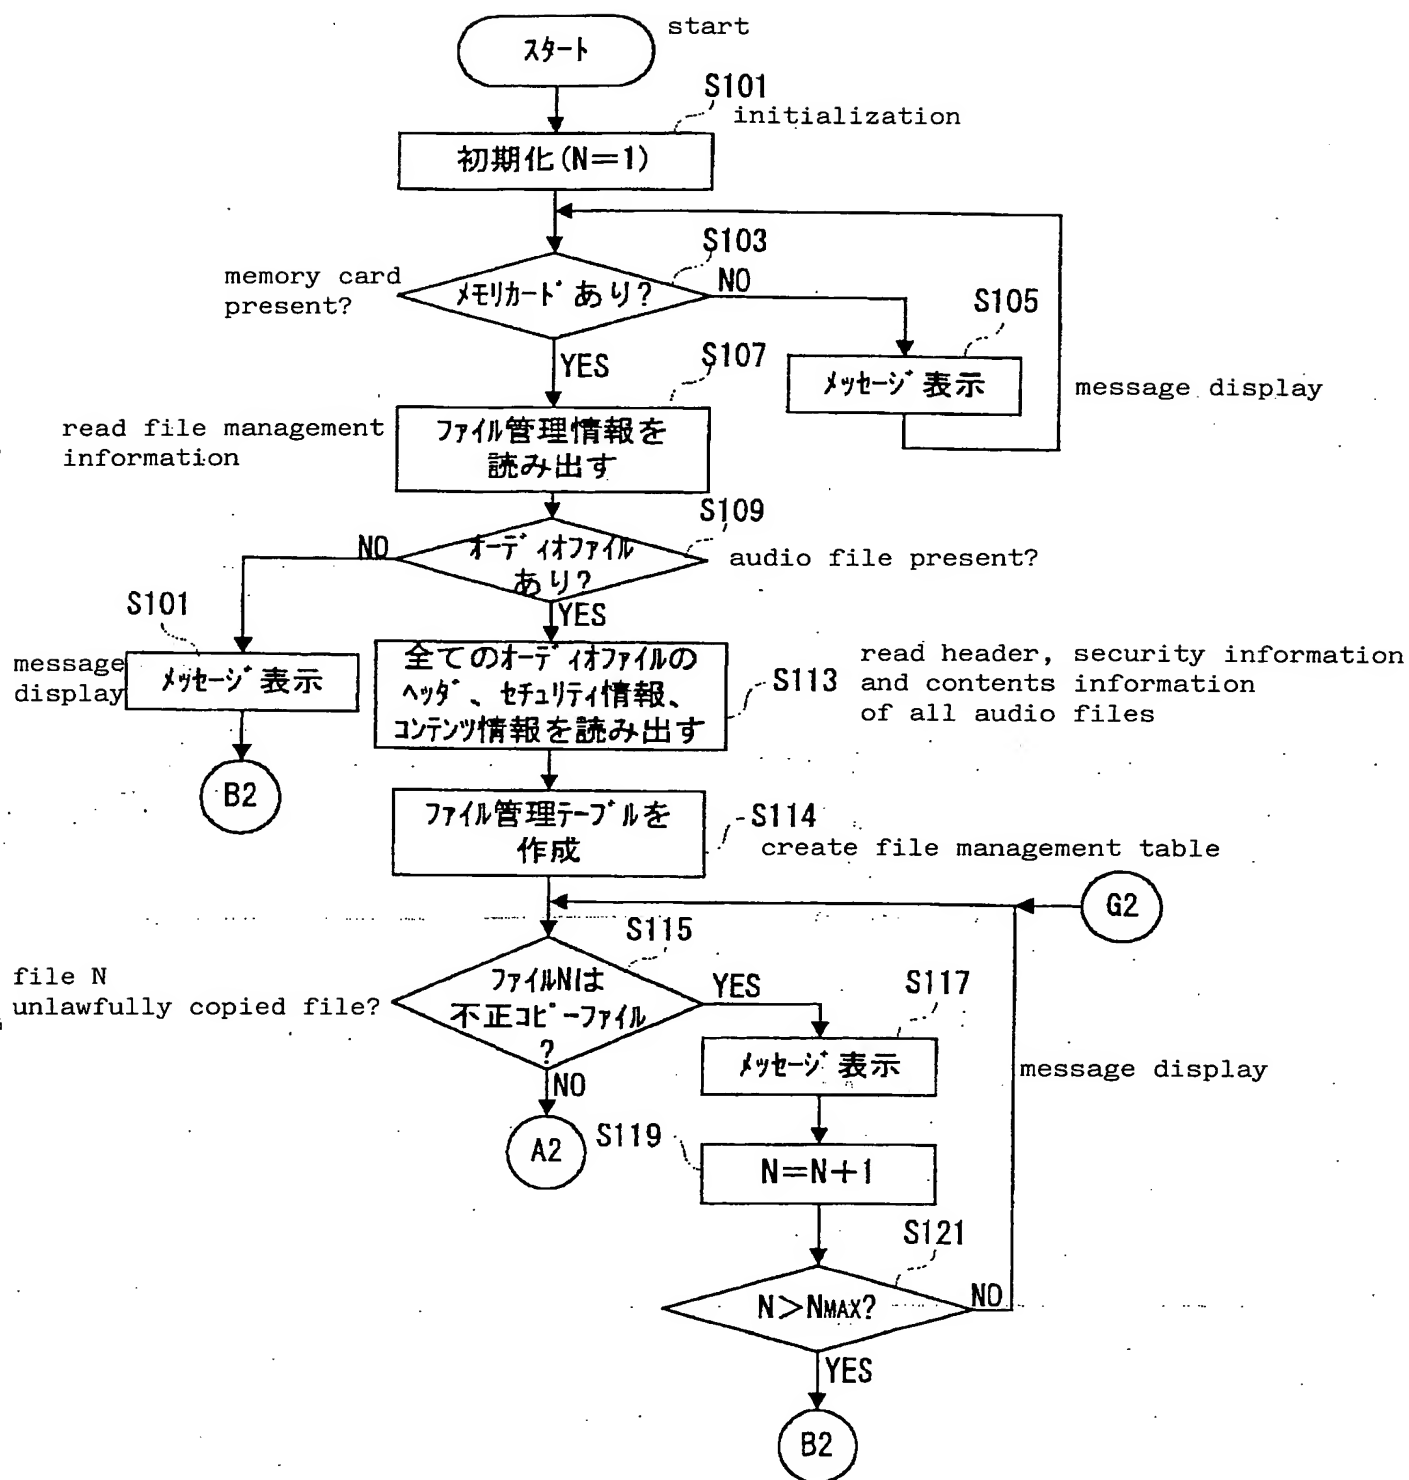 スタート
start
S101
initialization
初期化(N=1)
S103
memory card
present?
メモリカードあり?
NO
S105
YES
S107
メッセージ表示
message display
read file management
information
ファイル管理情報を
読み出す
S109
NO
オーディオファイル
あり?
audio file present?
S101
YES
message
display
メッセージ表示
全てのオーディオファイルの
ヘッダ、セチュリティ情報、
コンテンツ情報を読み出す
S113
read header, security information
and contents information
of all audio files
B2
ファイル管理テーブルを
作成
S114
create file management table
G2
S115
file N
unlawfully copied file?
ファイルNは
不正コピーファイル
?
YES
S117
メッセージ表示
message display
NO
A2
S119
N=N+1
S121
N>NMAX?
NO
YES
B2